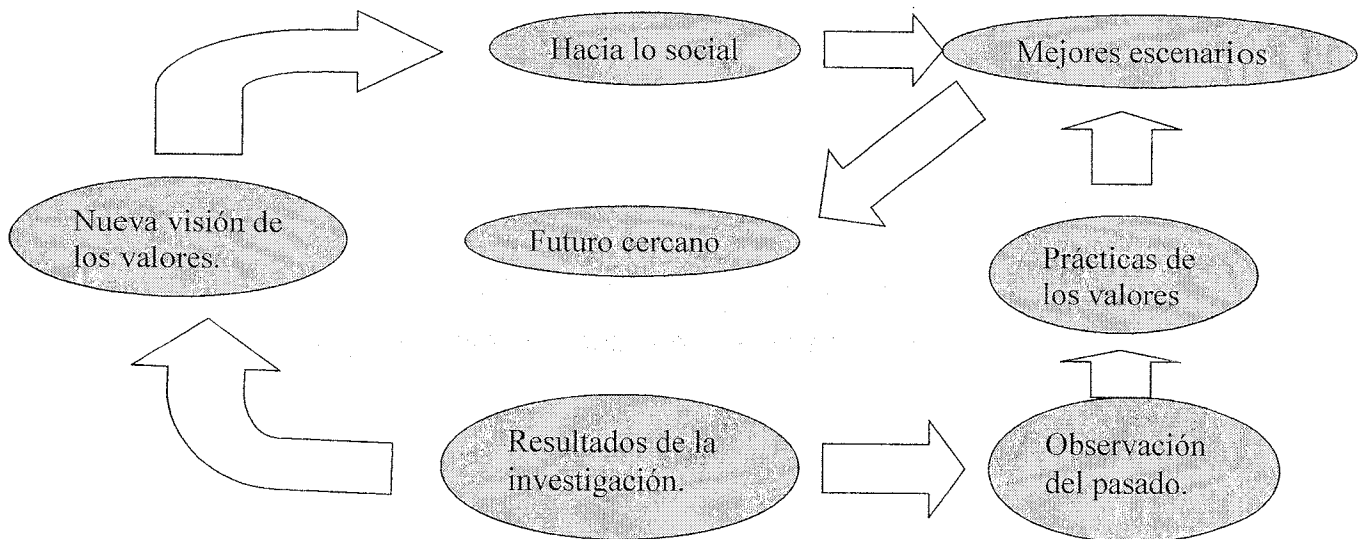 Hacia lo social
Mejores escenarios
Nueva visión de
los valores.
Futuro cercano
Prácticas de
los valores
Resultados de la
investigación.
Observación
del pasado.